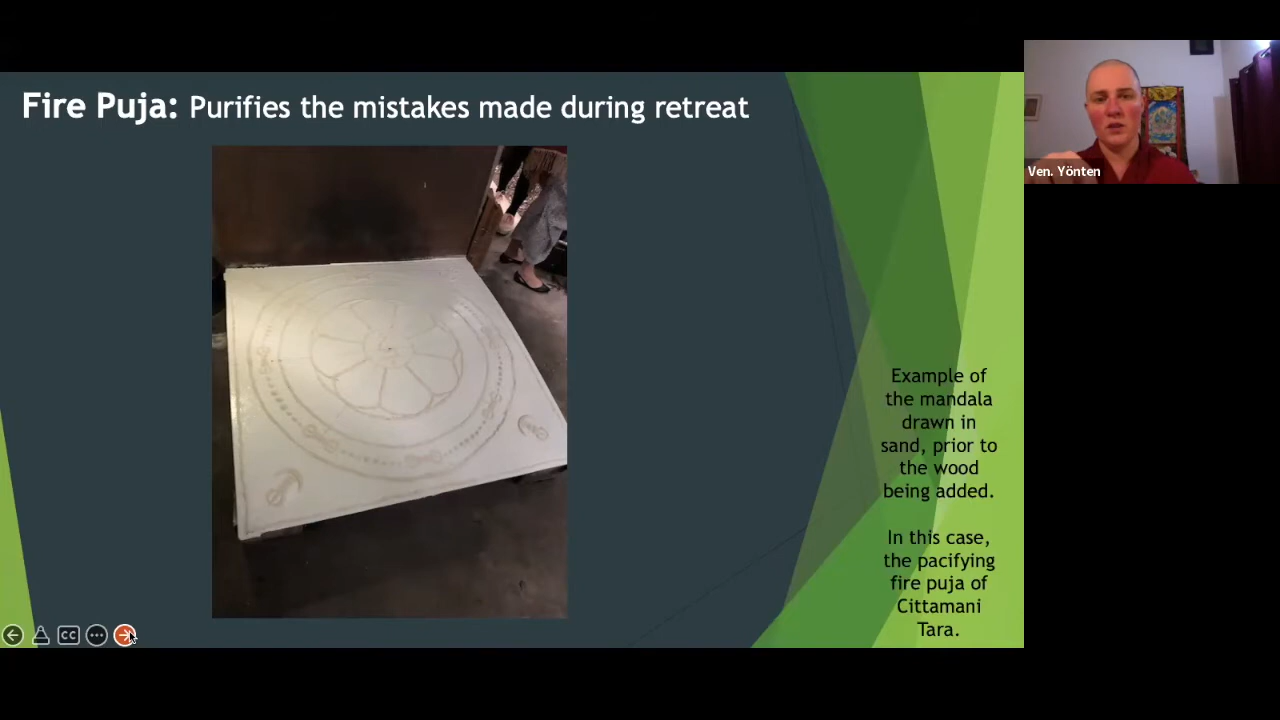 Fire Puja: Purifies the mistakes made during retreat
Ven. Yönten
Example of
the mandala
drawn in
sand, prior to
the wood
being added.
In this case,
the pacifying
fire puja of
Cittamani
Tara.
CC